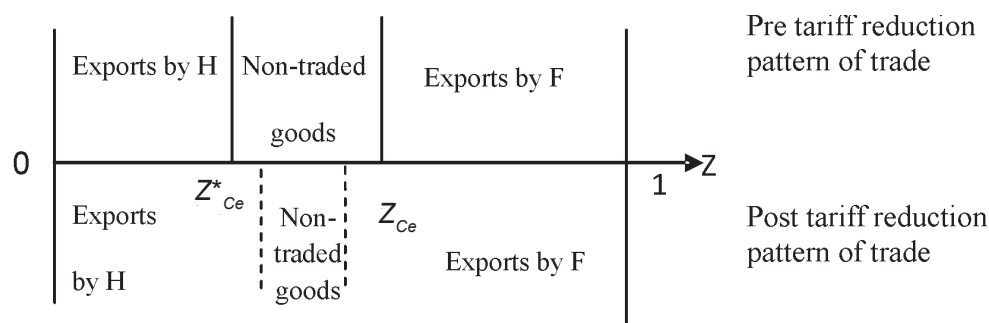 Pre tariff reduction
pattern of trade
Exports by H
Non-traded
goods
Exports by F
0
Z
1
Z*Ce
ZCe
Exports
by H
Non-
traded
goods
Exports by F
Post tariff reduction
pattern of trade